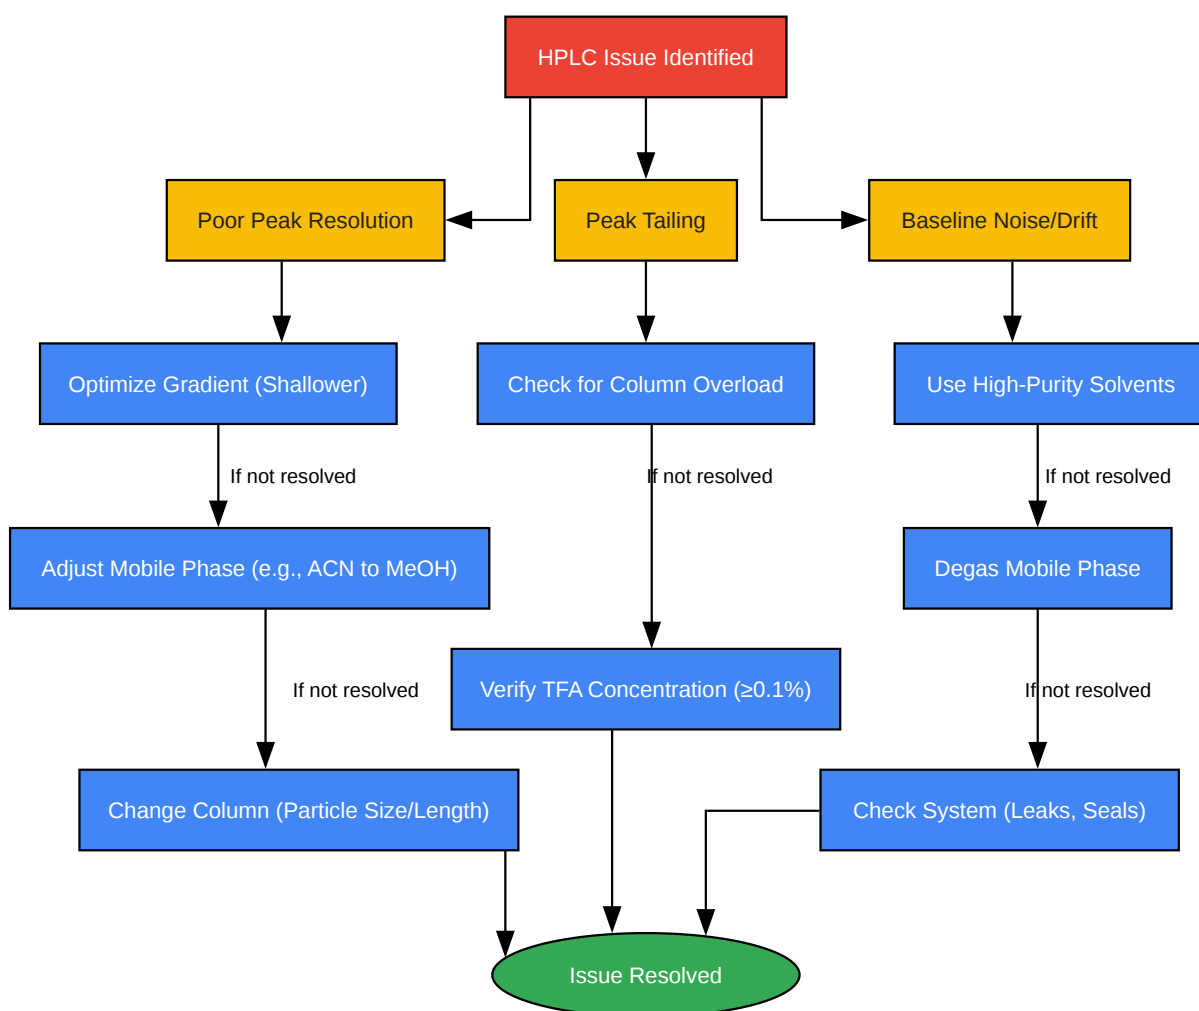 HPLC Issue Identified
Poor Peak Resolution
Peak Tailing
Baseline Noise/Drift
Optimize Gradient (Shallower)
Check for Column Overload
Use High-Purity Solvents
If not resolved
If not resolved
If not resolved
Adjust Mobile Phase (e.g., ACN to MeOH)
Degas Mobile Phase
If not resolved
Verify TFA Concentration (≥0.1%)
If not resolved
Change Column (Particle Size/Length)
Check System (Leaks, Seals)
Issue Resolved